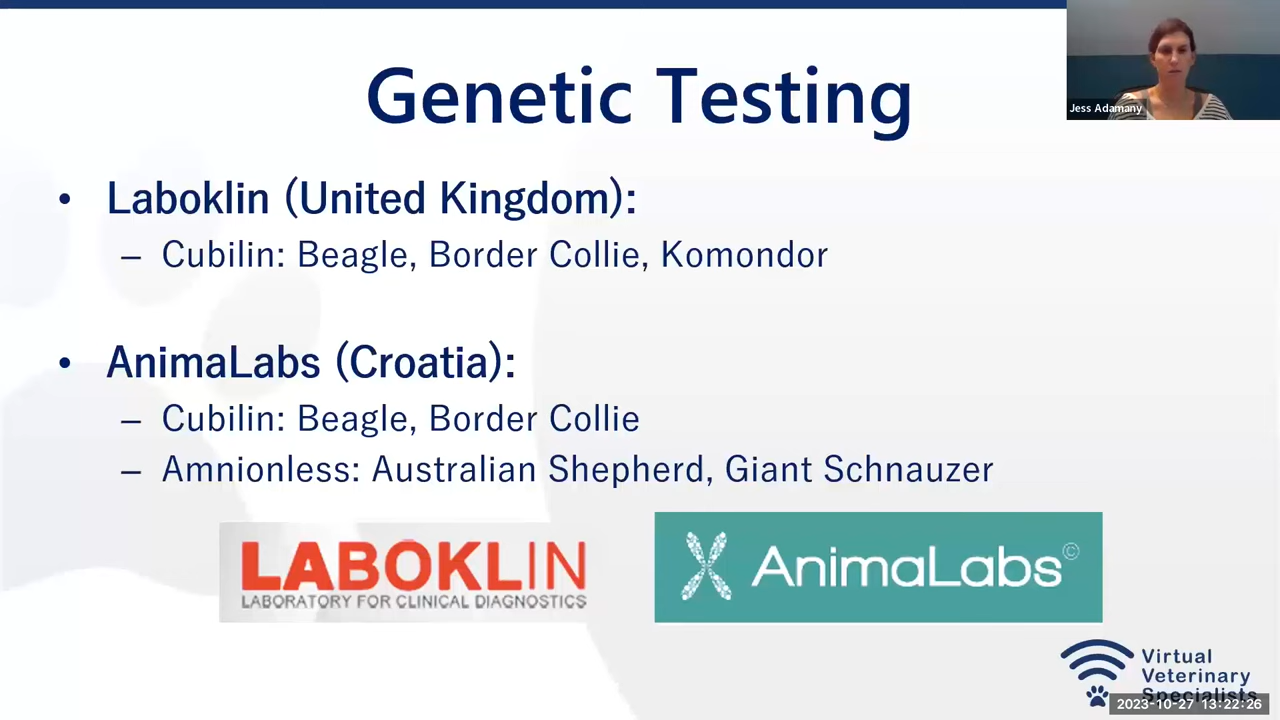 Genetic Testing
Jess Adamany
• Laboklin (United Kingdom):
– Cubilin: Beagle, Border Collie, Komondor
• AnimaLabs (Croatia):
– Cubilin: Beagle, Border Collie
– Amnionless: Australian Shepherd, Giant Schnauzer
LABOKLIN
LABORATORY FOR CLINICAL DIAGNOSTICS
AnimaLabs©
Virtual
Veterinary
Specialists
2023-10-27 13:22:26